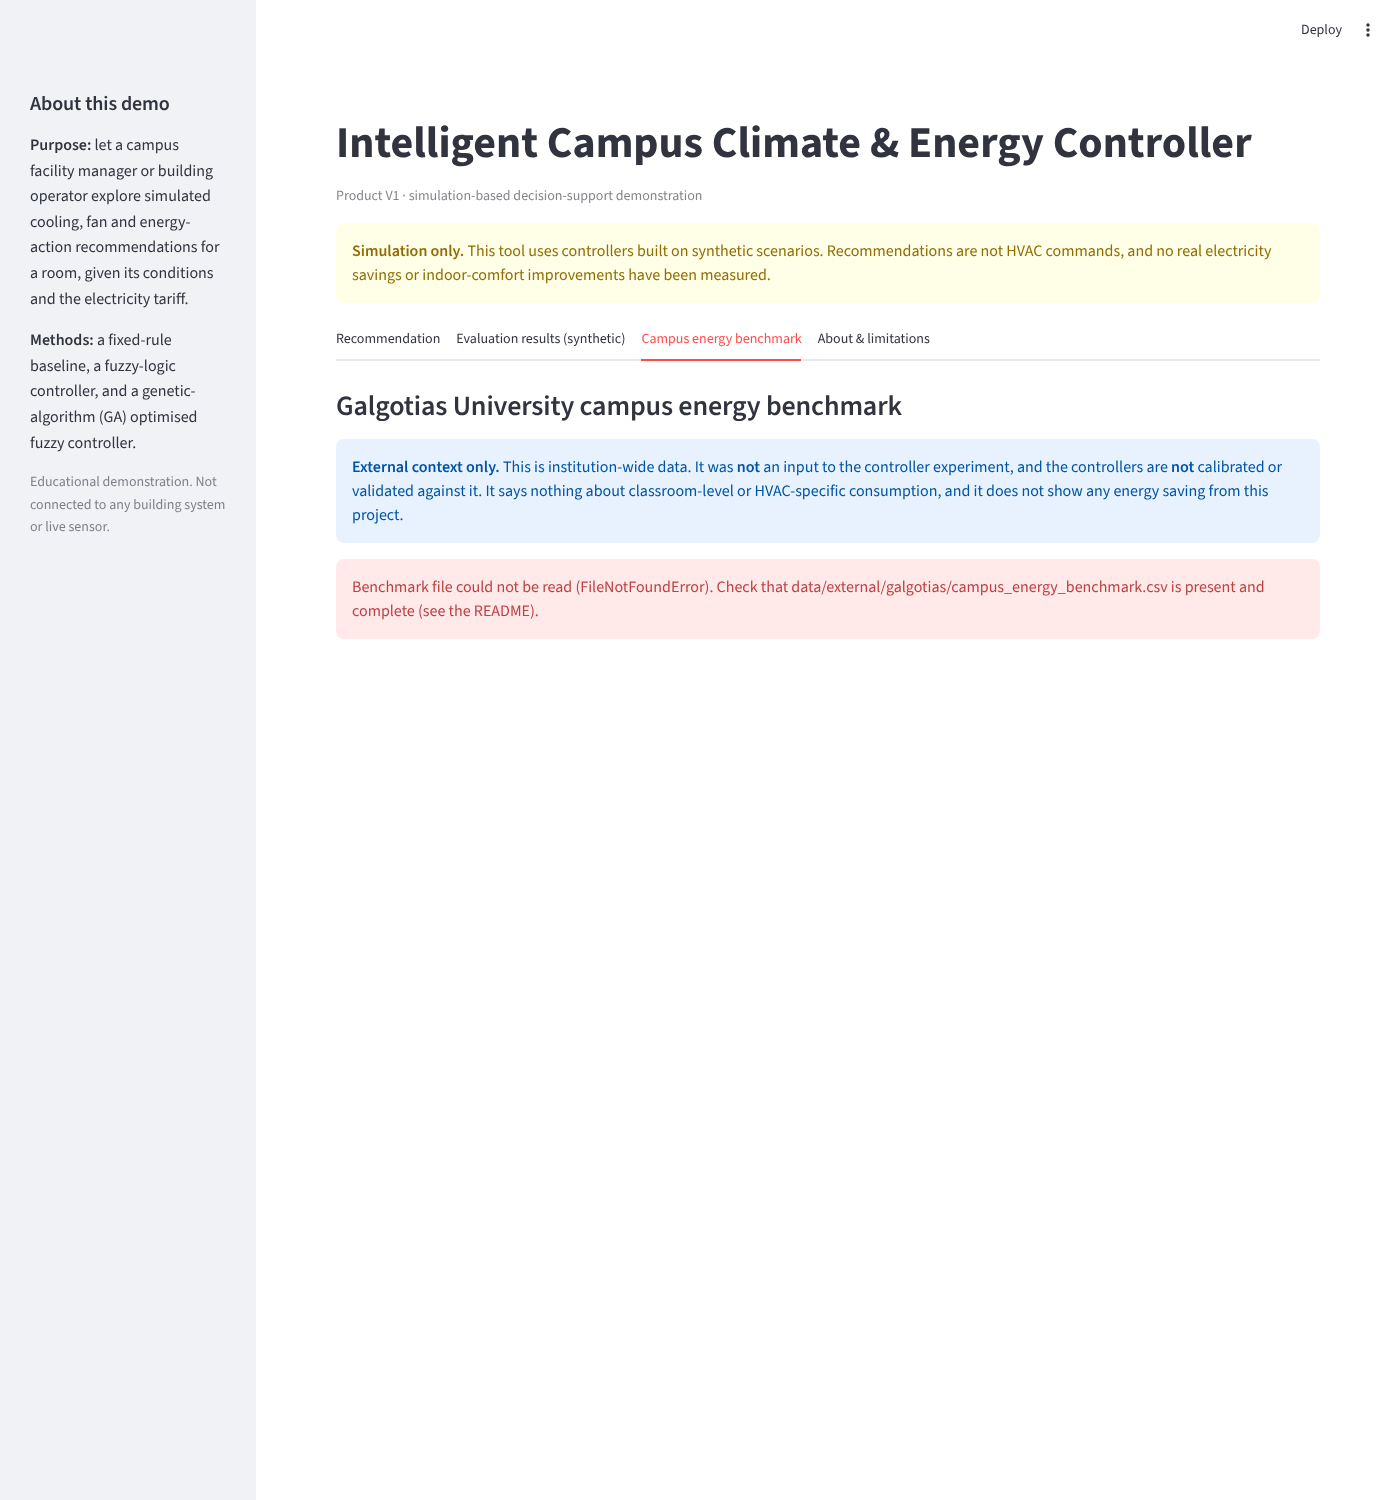 Deploy
About this demo
Purpose: let a campus
facility manager or building
operator explore simulated
cooling, fan and energy-
action recommendations for
a room, given its conditions
and the electricity tariff.
Methods: a fixed-rule
baseline, a fuzzy-logic
controller, and a genetic-
algorithm (GA) optimised
fuzzy controller.
Educational demonstration. Not
connected to any building system
or live sensor.
Intelligent Campus Climate & Energy Controller
Product V1 · simulation-based decision-support demonstration
Simulation only. This tool uses controllers built on synthetic scenarios. Recommendations are not HVAC commands, and no real electricity
savings or indoor-comfort improvements have been measured.
Recommendation Evaluation results (synthetic) Campus energy benchmark About & limitations
Galgotias University campus energy benchmark
External context only. This is institution-wide data. It was not an input to the controller experiment, and the controllers are not calibrated or
validated against it. It says nothing about classroom-level or HVAC-specific consumption, and it does not show any energy saving from this
project.
Benchmark file could not be read (FileNotFoundError). Check that data/external/galgotias/campus_energy_benchmark.csv is present and
complete (see the README).